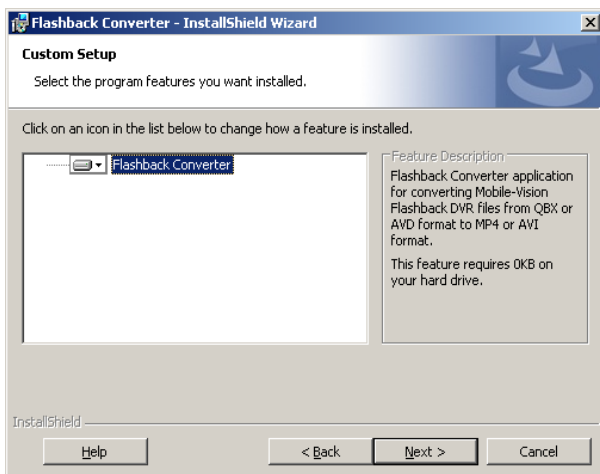 Flashback Converter - InstallShield Wizard
Custom Setup
Select the program features you want installed.
Click on an icon in the list below to change how a feature is installed.
Flashback Converter
Feature Description
Flashback Converter application
for converting Mobile-Vision
Flashback DVR files from QBX or
AVD format to MP4 or AVI
format.
This feature requires 0KB on
your hard drive.
InstallShield
Help
< Back
Next >
Cancel